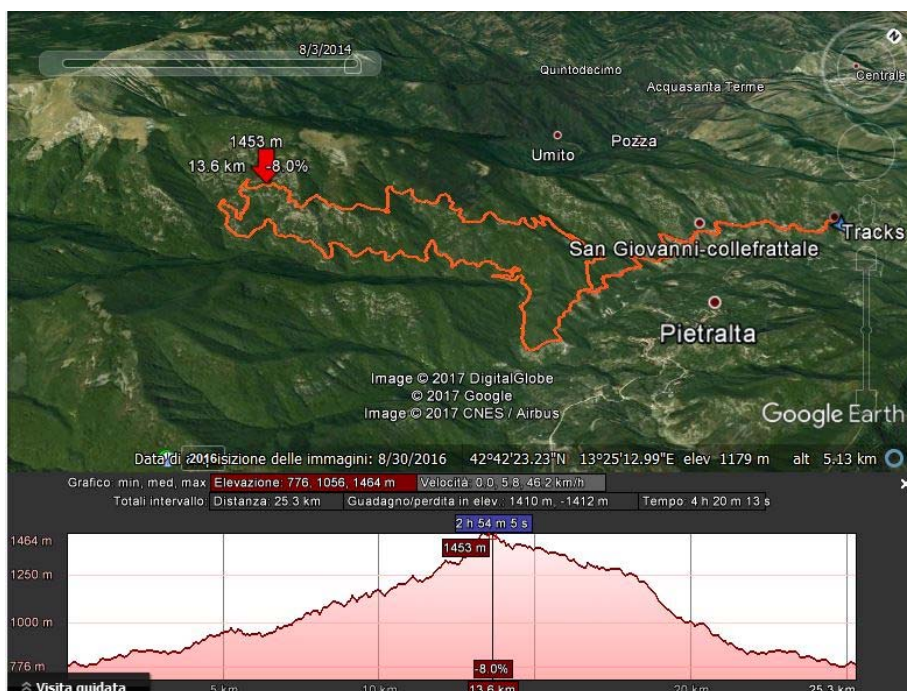 8/3/2014
N
Quintodecimo
Centrale
Acquasanta Terme
1453 m
Umito
Pozza
13.6 km -8.0%
San Giovanni-collefrattale
Tracks
Pietralta
Image © 2017 DigitalGlobe
© 2017 Google
Image © 2017 CNES / Airbus
Google Earth
2016
Data di acquisizione delle immagini: 8/30/2016 42°42'23.23"N 13°25'12.99"E elev 1179 m alt 5.13 km
Grafico: min, med, max Elevazione: 776, 1056, 1464 m Velocità: 0.0, 5.8, 46.2 km/h
Totali intervallo Distanza: 25.3 km Guadagno/perdita in elev.: 1410 m, -1412 m Tempo: 4 h 20 m 13 s
2 h 54 m 5 s
1464 m
1453 m
1250 m
1000 m
776 m
-8.0%
Visita guidata
5 km 10 km 13.6 km 20 km 25.3 km